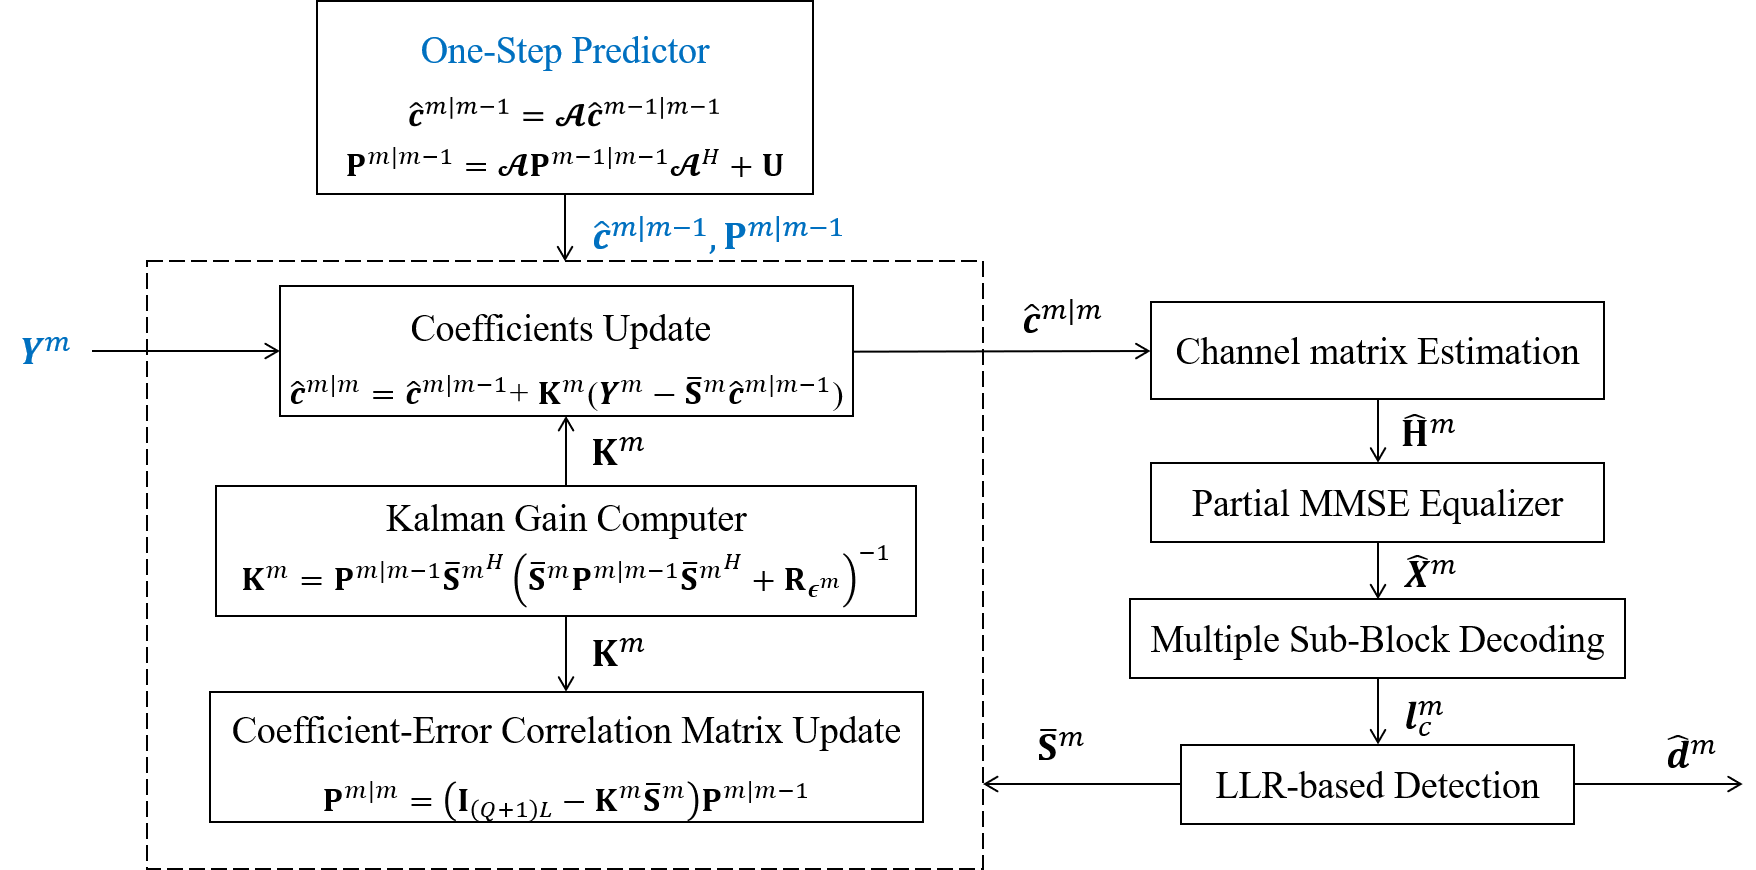 One-Step Predictor
ĉ^{m|m−1} = 𝓐ĉ^{m−1|m−1}
P^{m|m−1} = 𝓐P^{m−1|m−1}𝓐^H + U
ĉ^{m|m−1}, P^{m|m−1}
Y^m
Coefficients Update
ĉ^{m|m} = ĉ^{m|m−1} + K^m(Y^m − S̄^m ĉ^{m|m−1})
K^m
Kalman Gain Computer
K^m = P^{m|m−1} S̄^{m^H} (S̄^m P^{m|m−1} S̄^{m^H} + R_{ϵ^m})^{−1}
K^m
Coefficient-Error Correlation Matrix Update
P^{m|m} = (I_{(Q+1)L} − K^m S̄^m)P^{m|m−1}
ĉ^{m|m}
Channel matrix Estimation
Ĥ^m
Partial MMSE Equalizer
X̂^m
Multiple Sub-Block Decoding
l_c^m
S̄^m
LLR-based Detection
d̂^m